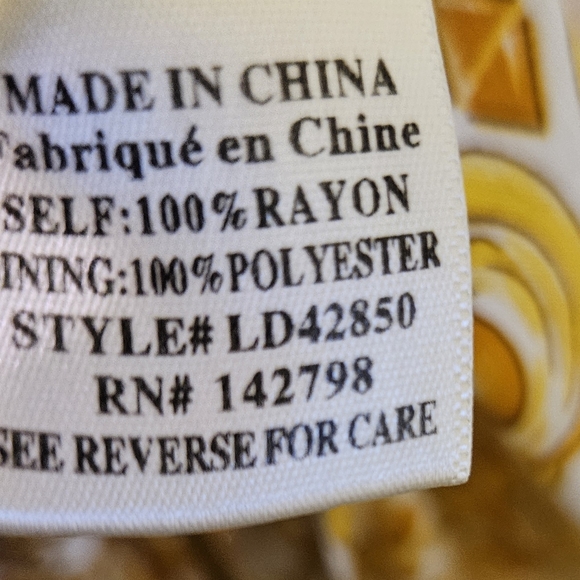 MADE IN CHINA
Fabriqué en Chine
SELF:100%RAYON
INING:100%POLYESTER
STYLE# LD42850
RN# 142798
SEE REVERSE FOR CARE